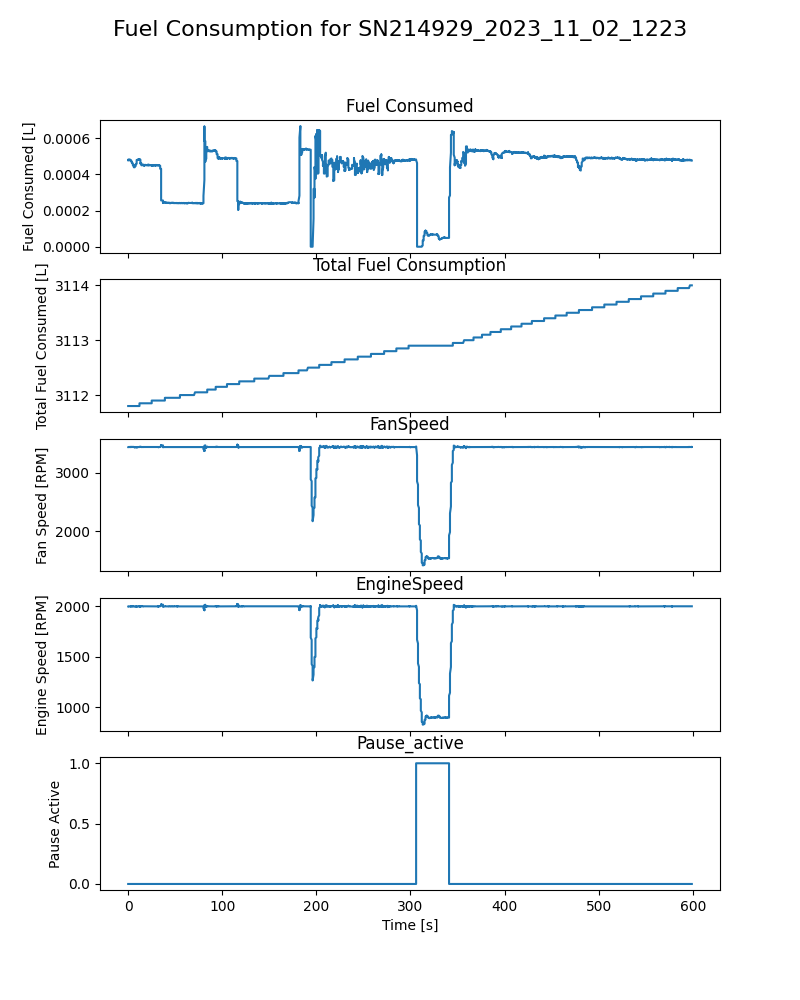 Fuel Consumption for SN214929_2023_11_02_1223
Fuel Consumed
Fuel Consumed [L]
0.0006
0.0004
0.0002
0.0000
Total Fuel Consumption
Total Fuel Consumed [L]
3114
3113
3112
FanSpeed
Fan Speed [RPM]
3000
2000
EngineSpeed
Engine Speed [RPM]
2000
1500
1000
Pause_active
Pause Active
1.0
0.5
0.0
0 100 200 300 400 500 600
Time [s]